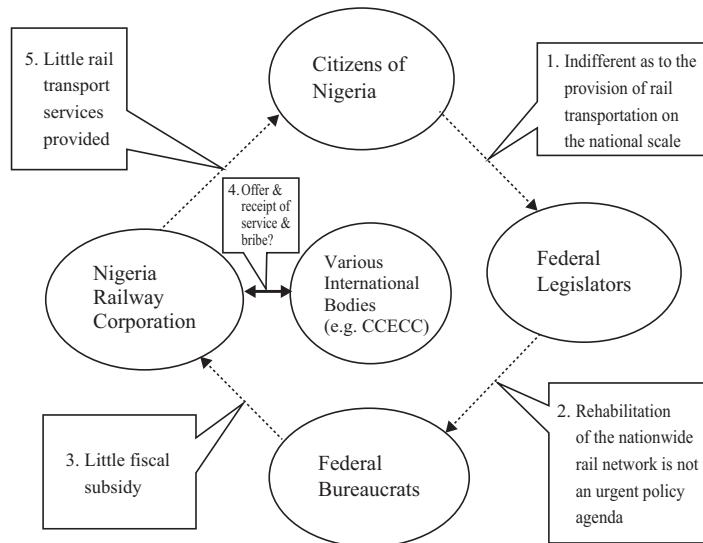 5. Little rail
transport
services
provided
Citizens of
Nigeria
1. Indifferent as to the
provision of rail
transportation on
the national scale
4. Offer &
receipt of
service &
bribe?
Nigeria
Railway
Corporation
Various
International
Bodies
(e.g. CCECC)
Federal
Legislators
3. Little fiscal
subsidy
Federal
Bureaucrats
2. Rehabilitation
of the nationwide
rail network is not
an urgent policy
agenda